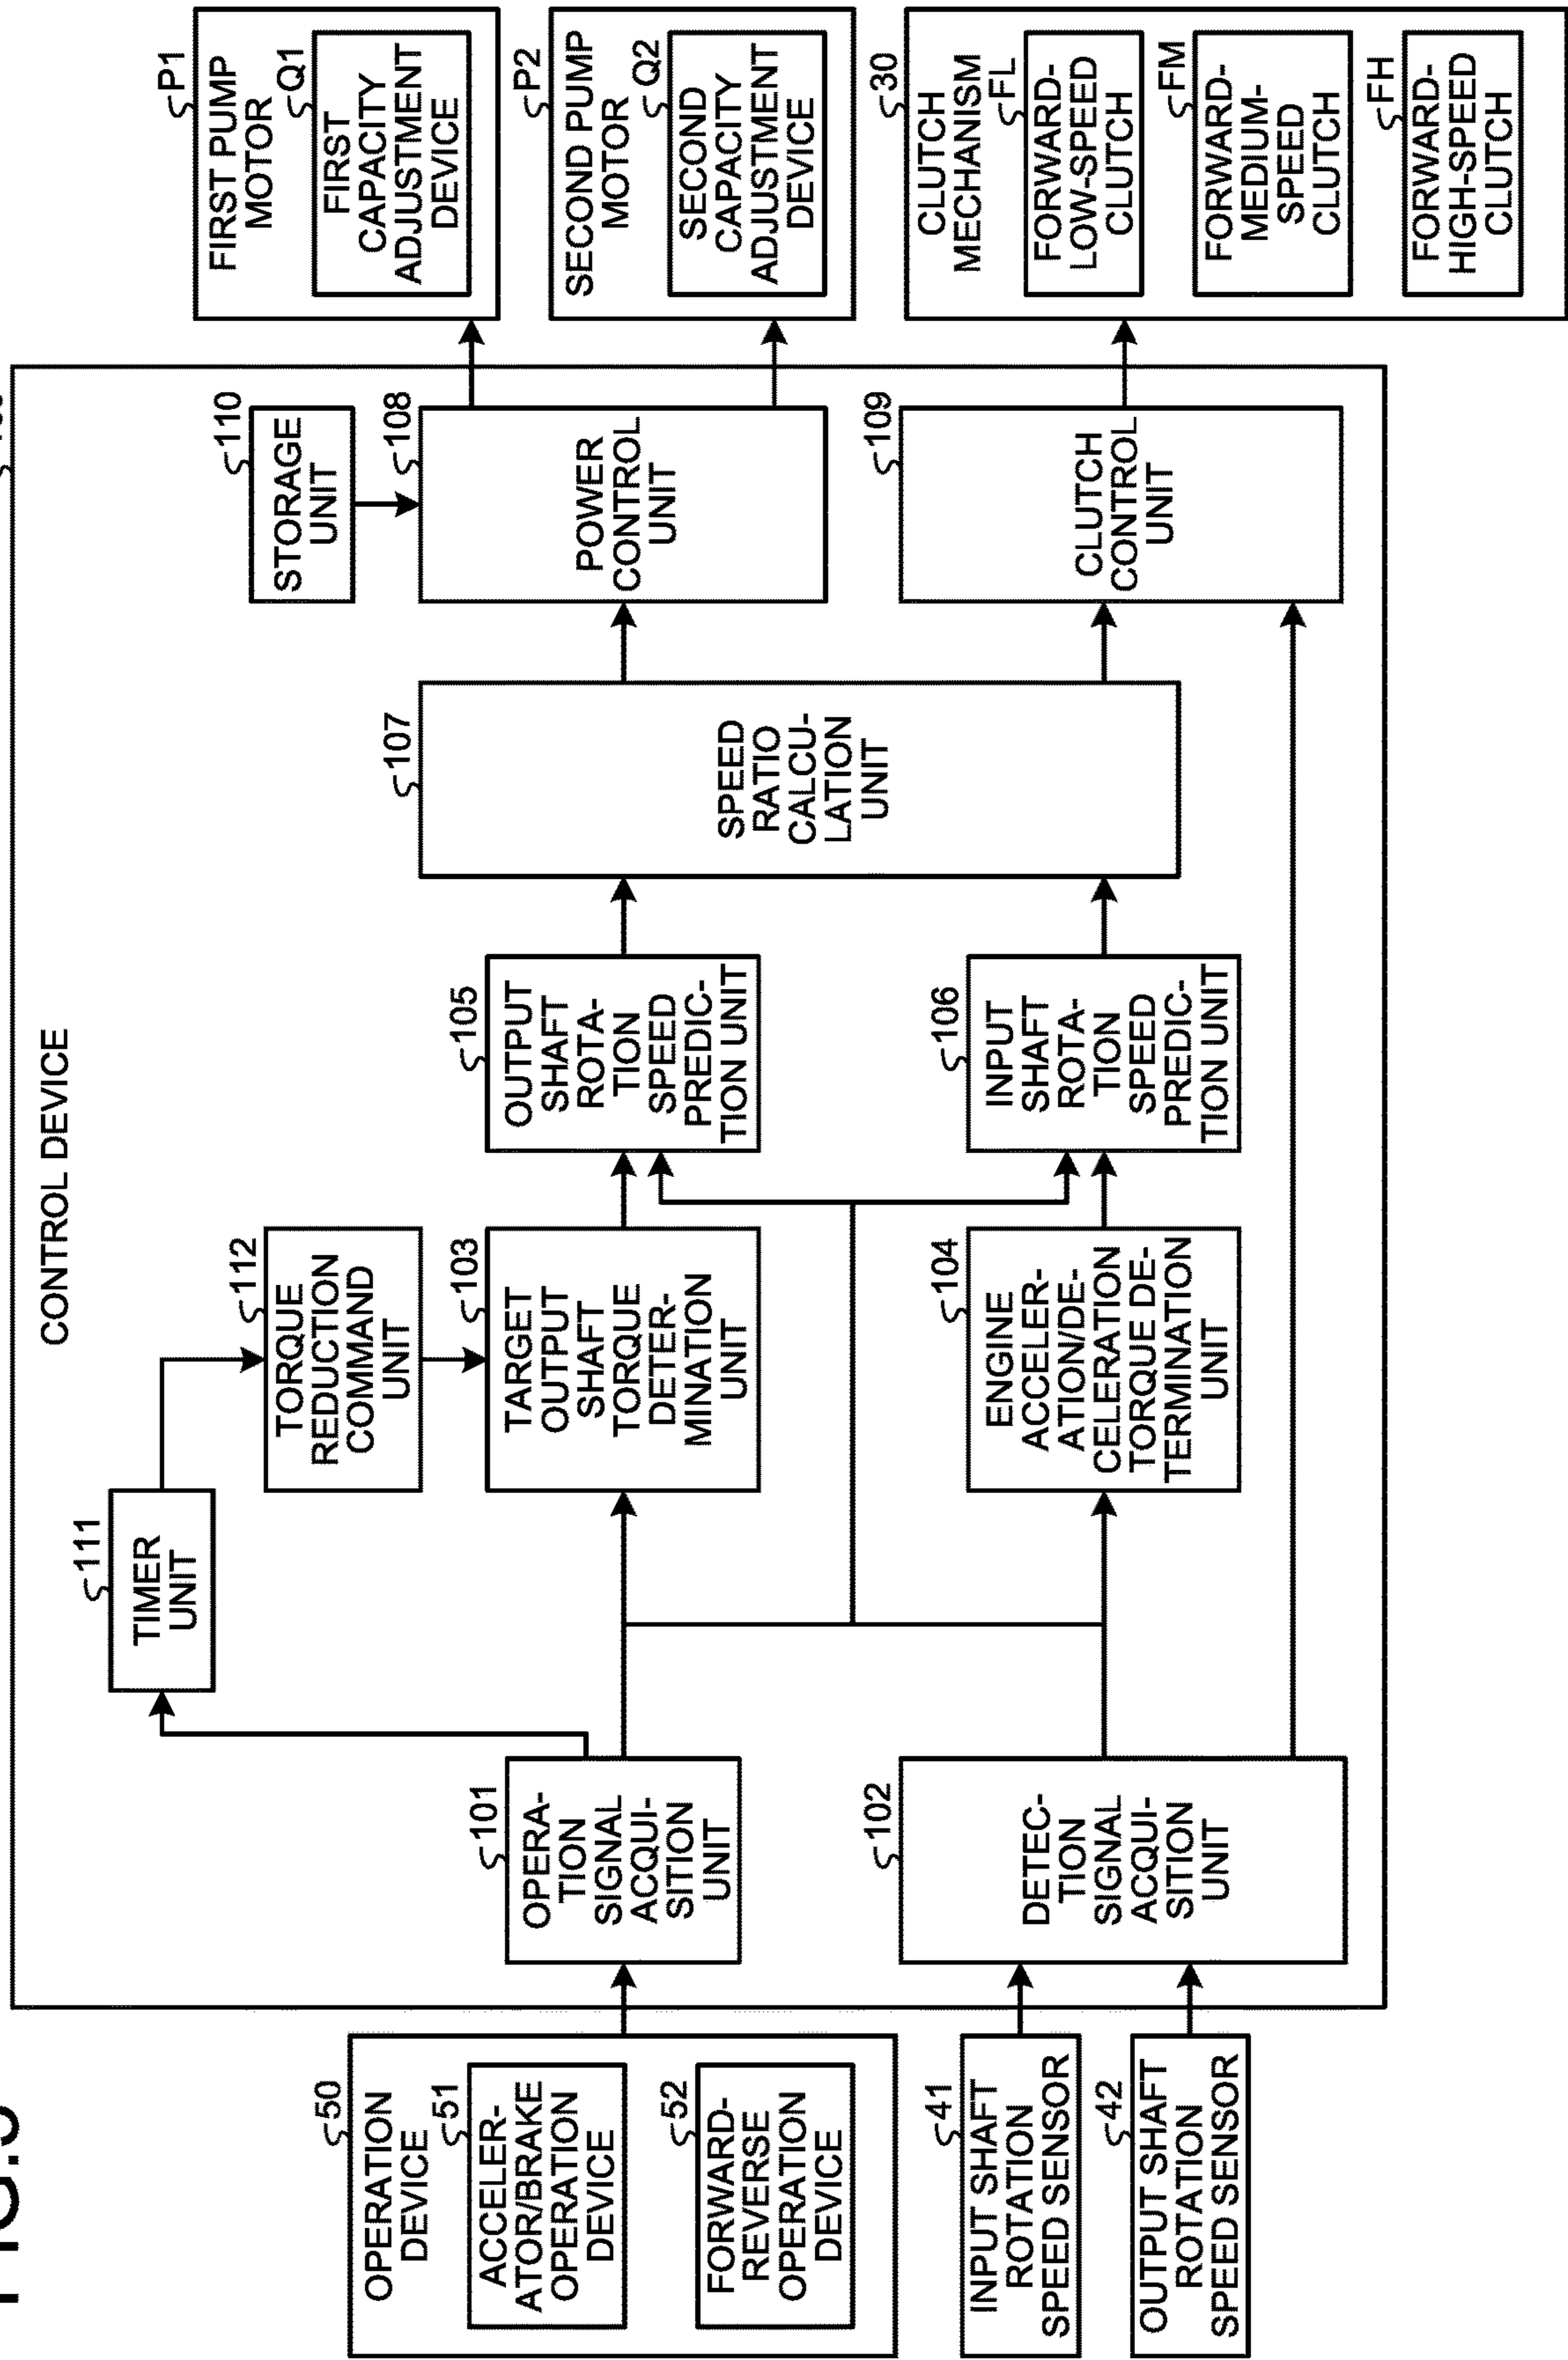 CONTROL DEVICE
50
OPERATION
DEVICE
51
ACCELER-
ATOR/BRAKE
OPERATION
DEVICE
52
FORWARD-
REVERSE
OPERATION
DEVICE
41
INPUT SHAFT
ROTATION
SPEED SENSOR
42
OUTPUT SHAFT
ROTATION
SPEED SENSOR
101
OPERA-
TION
SIGNAL
ACQUI-
SITION
UNIT
102
DETEC-
TION
SIGNAL
ACQUI-
SITION
UNIT
111
TIMER
UNIT
112
TORQUE
REDUCTION
COMMAND
UNIT
103
TARGET
OUTPUT
SHAFT
TORQUE
DETER-
MINATION
UNIT
104
ENGINE
ACCELER-
ATION/DE-
CELERATION
TORQUE DE-
TERMINATION
UNIT
105
OUTPUT
SHAFT
ROTA-
TION
SPEED
PREDIC-
TION UNIT
106
INPUT
SHAFT
ROTA-
TION
SPEED
PREDIC-
TION UNIT
107
SPEED
RATIO
CALCU-
LATION
UNIT
110
STORAGE
UNIT
108
POWER
CONTROL
UNIT
109
CLUTCH
CONTROL
UNIT
P1
FIRST PUMP
MOTOR
Q1
FIRST
CAPACITY
ADJUSTMENT
DEVICE
P2
SECOND PUMP
MOTOR
Q2
SECOND
CAPACITY
ADJUSTMENT
DEVICE
30
CLUTCH
MECHANISM
FL
FORWARD-
LOW-SPEED
CLUTCH
FM
FORWARD-
MEDIUM-
SPEED
CLUTCH
FH
FORWARD-
HIGH-SPEED
CLUTCH